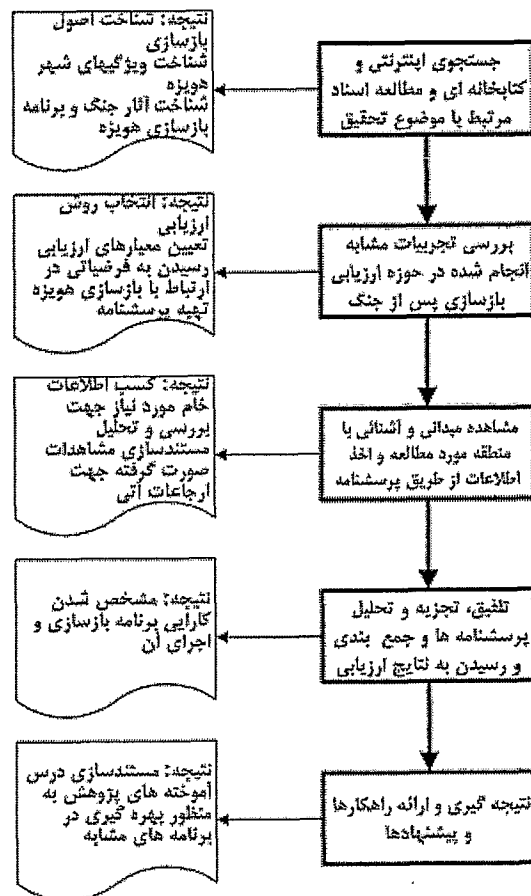 جستجوی اینترنتی و
کتابخانه ای و مطالعه اسناد
مرتبط با موضوع تحقیق
نتیجه: شناخت اصول
بازسازی
شناخت ویژگیهای شهر
هویزه
شناخت آثار جنگ و برنامه
بازسازی هویزه
بررسی تجربیات مشابه
انجام شده در حوزه ارزیابی
بازسازی پس از جنگ
نتیجه: انتخاب روش
ارزیابی
تعیین معیارهای ارزیابی
رسیدن به فرضیاتی در
ارتباط با بازسازی هویزه
تهیه پرسشنامه
مشاهده میدانی و آشنائی با
منطقه مورد مطالعه و اخذ
اطلاعات از طریق پرسشنامه
نتیجه: کسب اطلاعات
خام مورد نیاز جهت
بررسی و تحلیل
مستندسازی مشاهدات
صورت گرفته جهت
ارجاعات آتی
تلفیق، تجزیه و تحلیل
پرسشنامه ها و جمع بندی
و رسیدن به نتایج ارزیابی
نتیجه: مشخص شدن
کارایی برنامه بازسازی و
اجرای آن
نتیجه گیری و ارائه راهکارها
و پیشنهادها
نتیجه: مستندسازی درس
آموخته های پژوهش به
منظور بهره گیری در
برنامه های مشابه